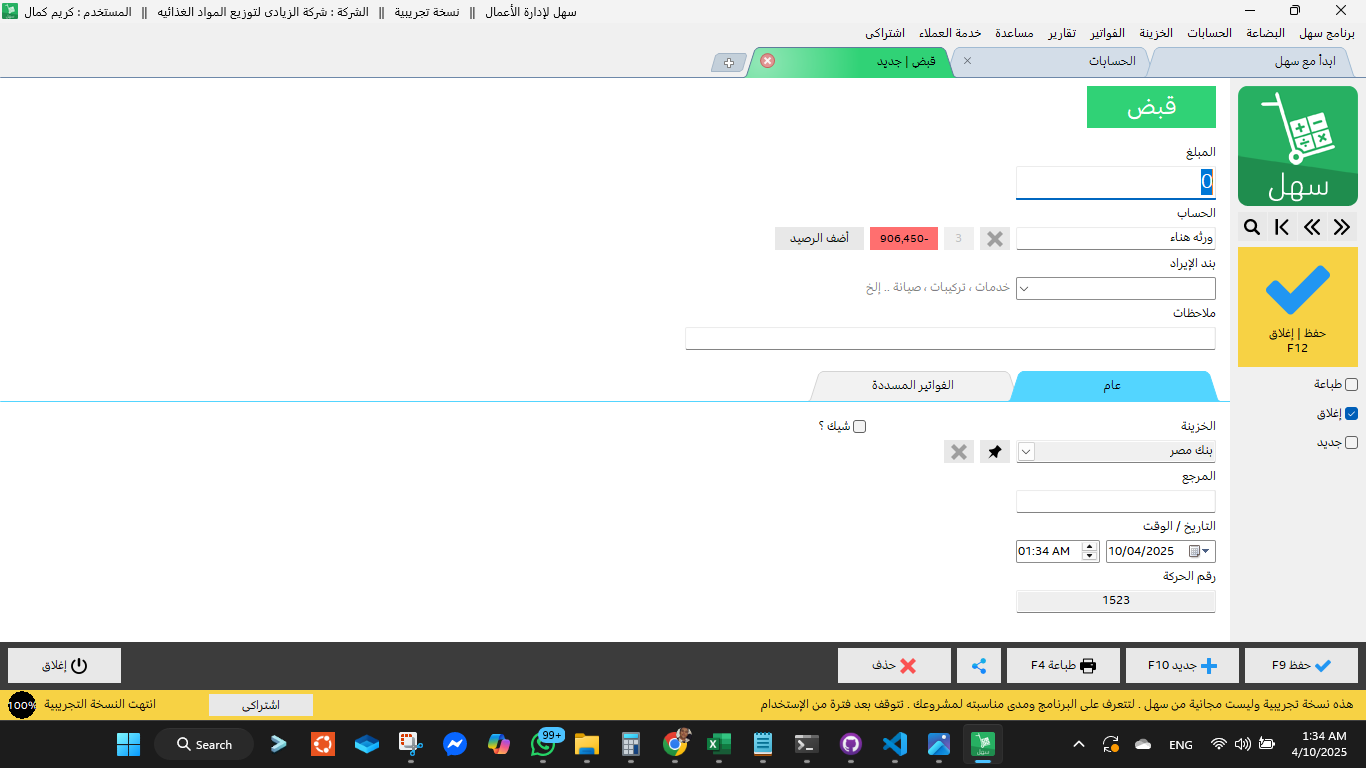 سهل لإدارة الأعمال || نسخة تجريبية || الشركة : شركة الزيادى لتوزيع المواد الغذائيه || المستخدم : كريم كمال
برنامج سهل البضاعة الحسابات الخزينة الفواتير تقارير مساعدة خدمة العملاء اشتراكى
ابدأ مع سهل الحسابات قبض | جديد
سهل
حفظ | إغلاق
F12
طباعة
إغلاق
جديد
قبض
المبلغ
0
الحساب
ورثه هناء 3 906,450- أضف الرصيد
بند الإيراد
خدمات ، تركيبات ، صيانة .. إلخ
ملاحظات
عام الفواتير المسددة
الخزينة شيك ؟
بنك مصر
المرجع
التاريخ / الوقت
10/04/2025 01:34 AM
رقم الحركة
1523
حفظ F9 جديد F10 طباعة F4 حذف إغلاق
هذه نسخة تجريبية وليست مجانية من سهل . لتتعرف على البرنامج ومدى مناسبته لمشروعك . تتوقف بعد فترة من الإستخدام اشتراكى انتهت النسخة التجريبية 100%
Search 99+ ENG 1:34 AM
4/10/2025